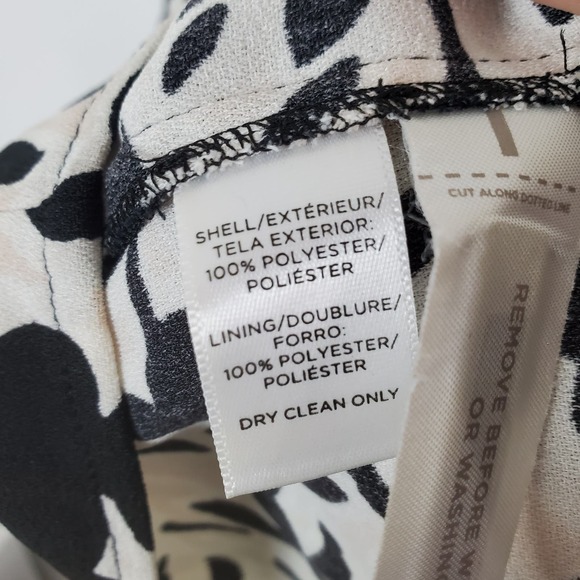 SHELL/EXTÉRIEUR/
TELA EXTERIOR:
100% POLYESTER/
POLIÉSTER
LINING/DOUBLURE/
FORRO:
100% POLYESTER/
POLIÉSTER
DRY CLEAN ONLY
CUT ALONG DOTTED LINE
REMOVE BEFORE
OR WASHIN